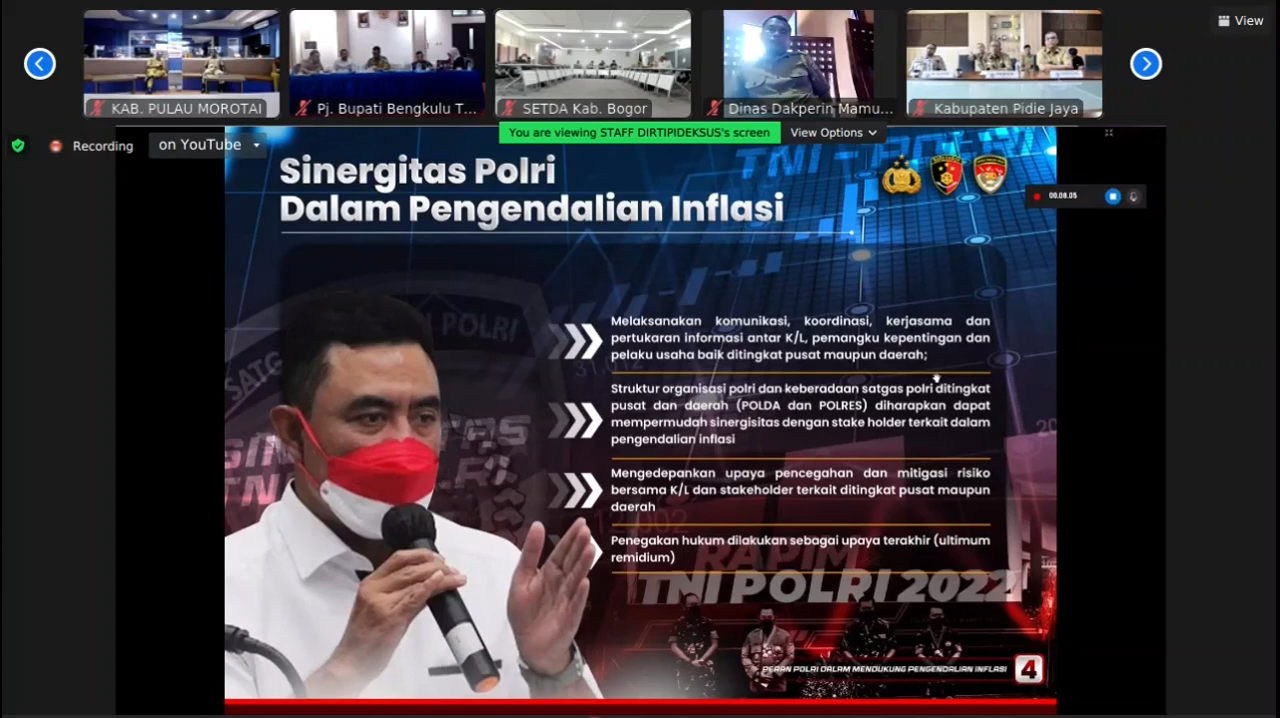 View
KAB. PULAU MOROTAI
Pj. Bupati Bengkulu T...
SETDA Kab. Bogor
Dinas Dakperin Mamu...
Kabupaten Pidie Jaya
You are viewing STAFF DIRTIPIDEKSUS's screen
View Options
Recording
on YouTube
Sinergitas Polri
Dalam Pengendalian Inflasi
00.08.05
Melaksanakan komunikasi, koordinasi, kerjasama dan
pertukaran informasi antar K/L, pemangku kepentingan dan
pelaku usaha baik ditingkat pusat maupun daerah;
Struktur organisasi polri dan keberadaan satgas polri ditingkat
pusat dan daerah (POLDA dan POLRES) diharapkan dapat
mempermudah sinergisitas dengan stake holder terkait dalam
pengendalian inflasi
Mengedepankan upaya pencegahan dan mitigasi risiko
bersama K/L dan stakeholder terkait ditingkat pusat maupun
daerah
Penegakan hukum dilakukan sebagai upaya terakhir (ultimum
remidium)
RAPIM
TNI POLRI 2022
PERAN POLRI DALAM MENDUKUNG PENGENDALIAN INFLASI
4